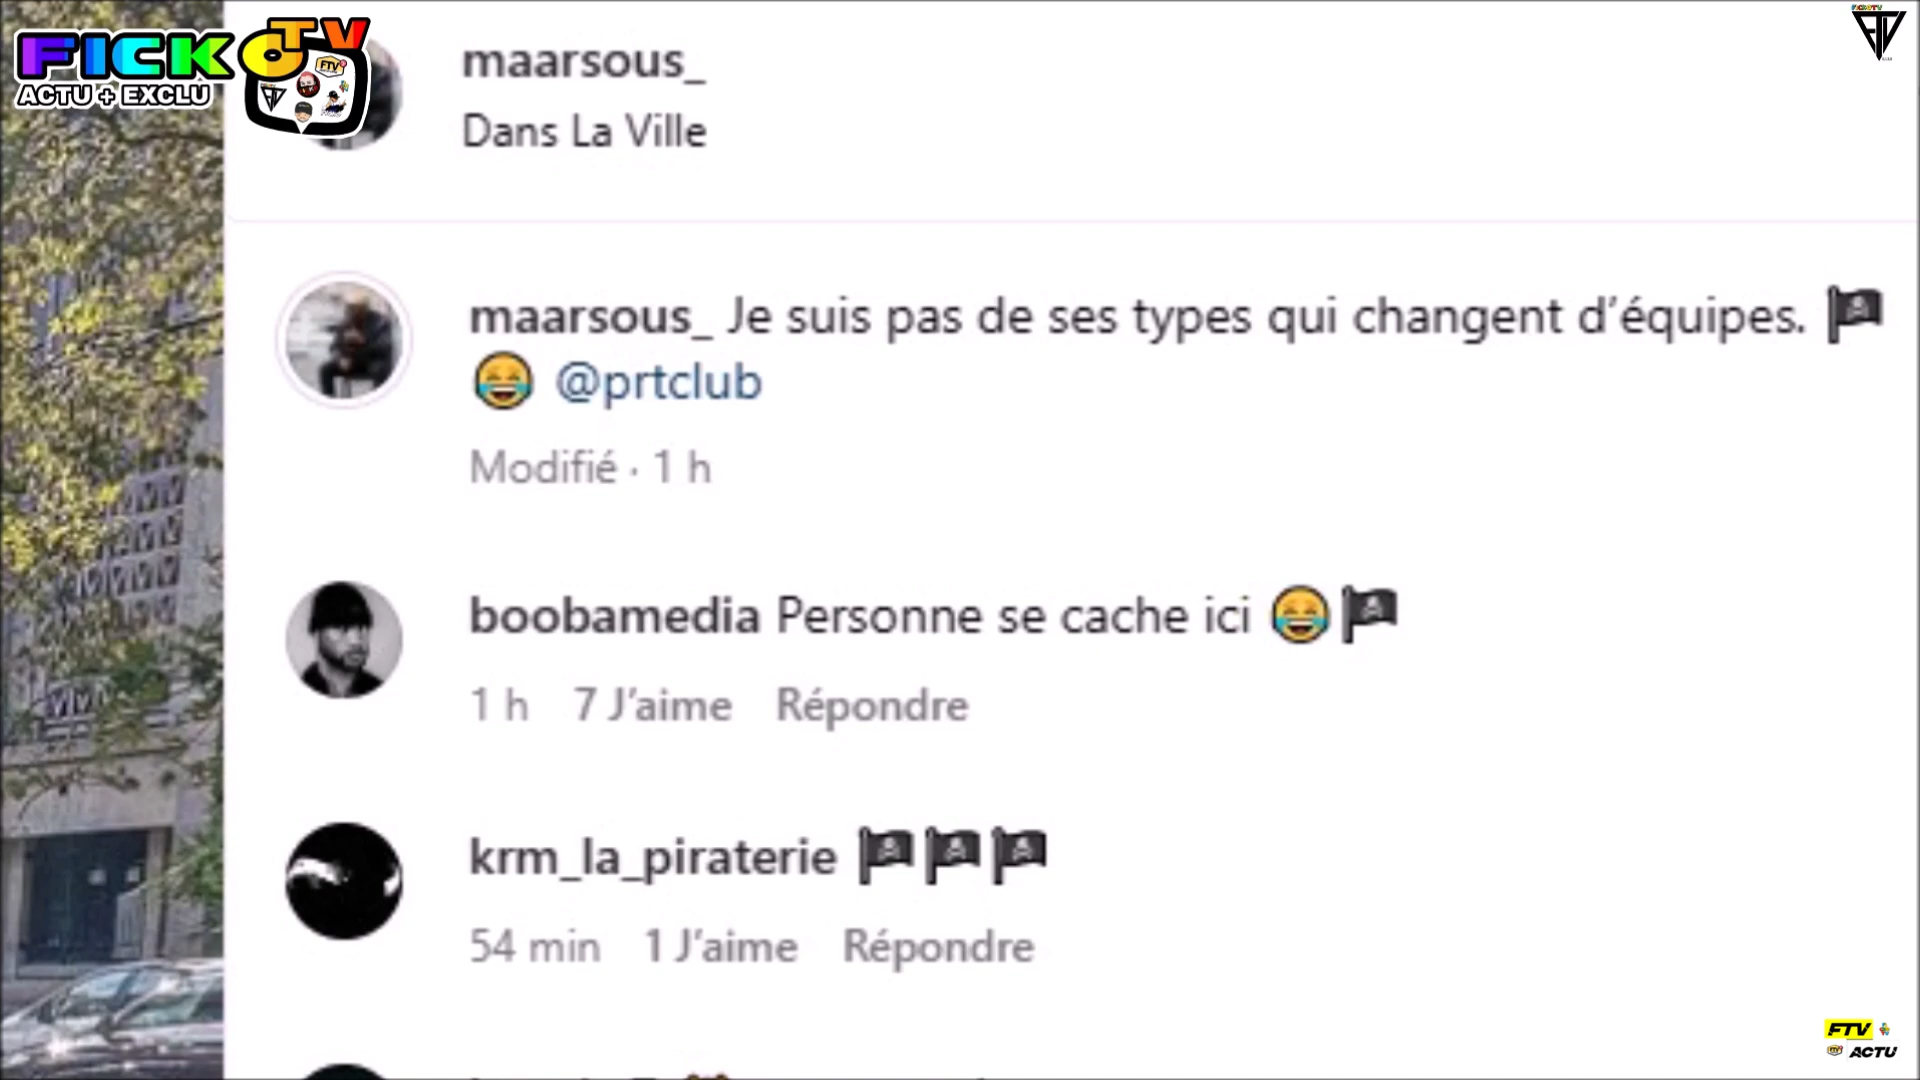 FICKO TV
ACTU + EXCLU
maarsous_
Dans La Ville
maarsous_ Je suis pas de ses types qui changent d’équipes. 🏴‍☠️
😂 @prtclub
Modifié · 1 h
boobamedia Personne se cache ici 😂🏴‍☠️
1 h 7 J’aime Répondre
krm_la_piraterie 🏴‍☠️🏴‍☠️🏴‍☠️
54 min 1 J’aime Répondre
FTV
ACTU